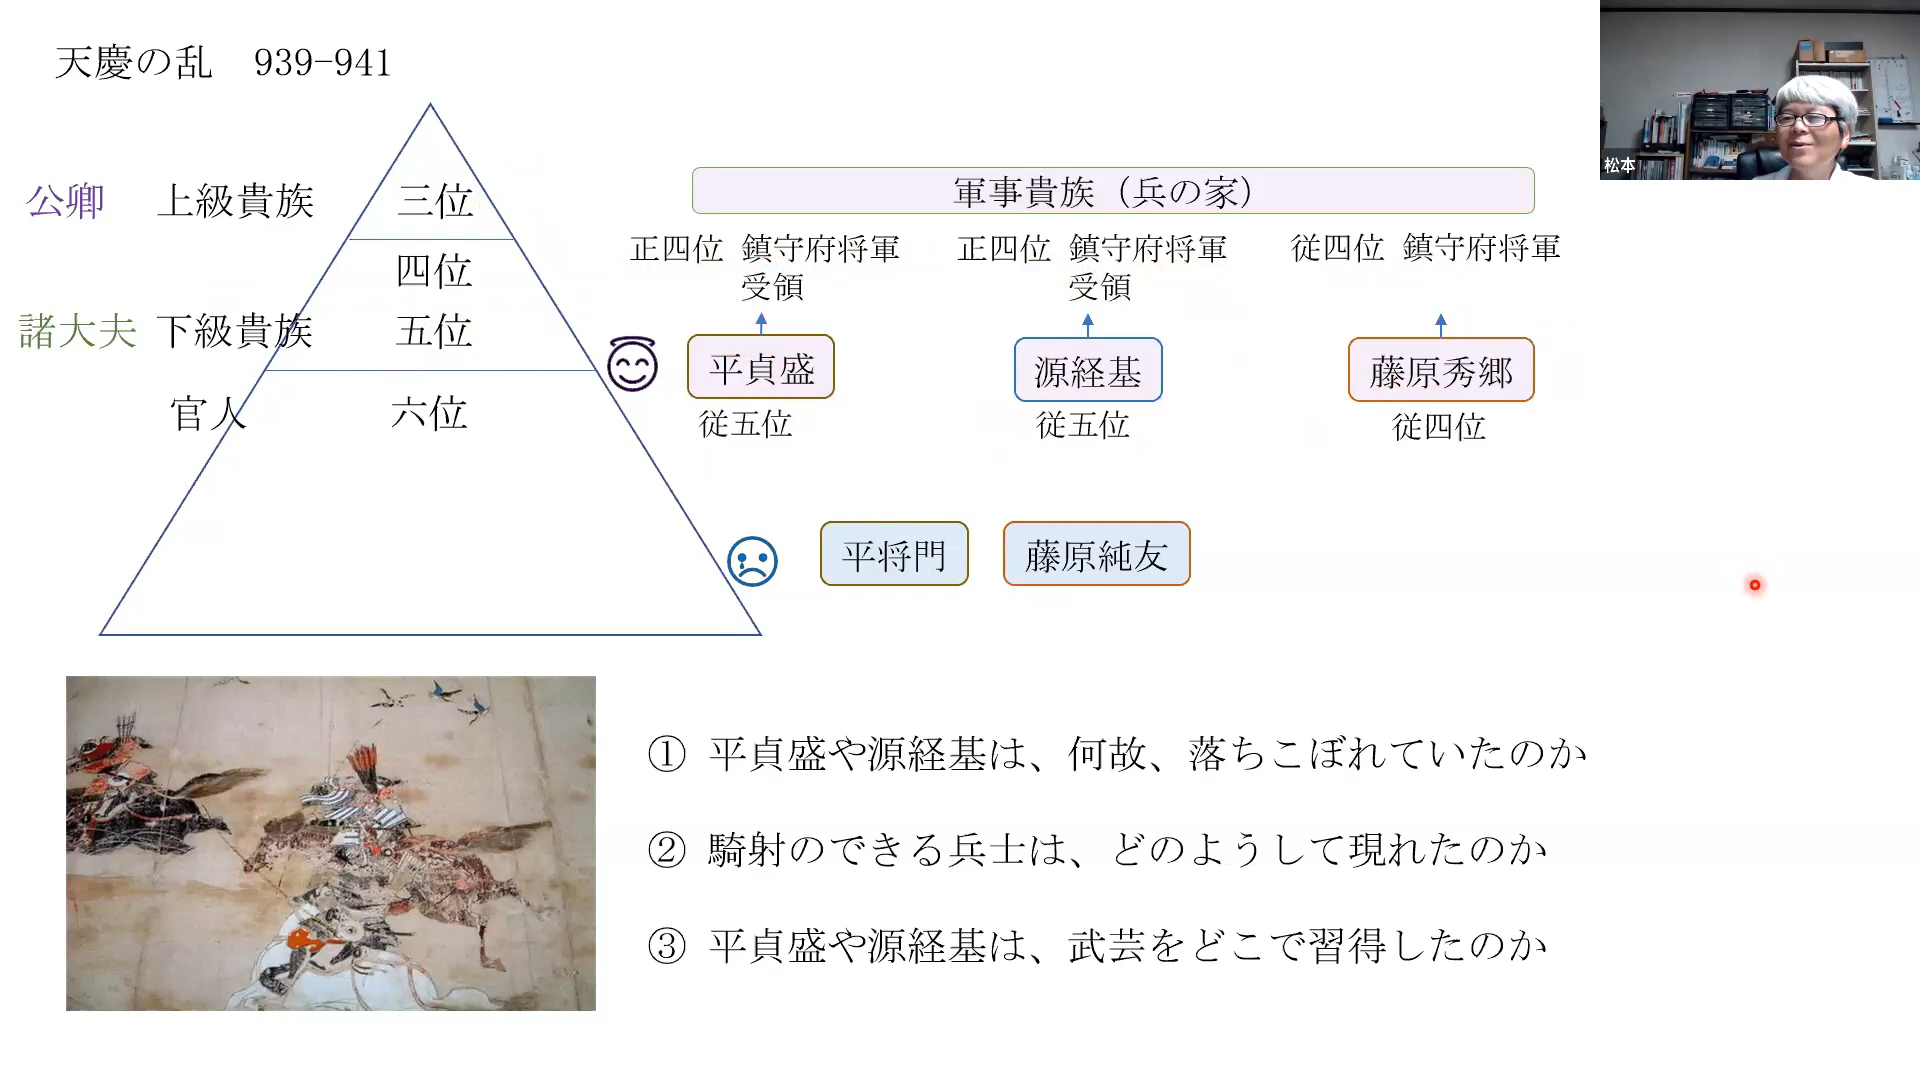 天慶の乱　939-941
松本
公卿　上級貴族　三位
四位
諸大夫　下級貴族　五位
官人　六位
軍事貴族（兵の家）
正四位　鎮守府将軍
受領
平貞盛
従五位
正四位　鎮守府将軍
受領
源経基
従五位
従四位　鎮守府将軍
藤原秀郷
従四位
平将門
藤原純友
① 平貞盛や源経基は、何故、落ちこぼれていたのか
② 騎射のできる兵士は、どのようして現れたのか
③ 平貞盛や源経基は、武芸をどこで習得したのか